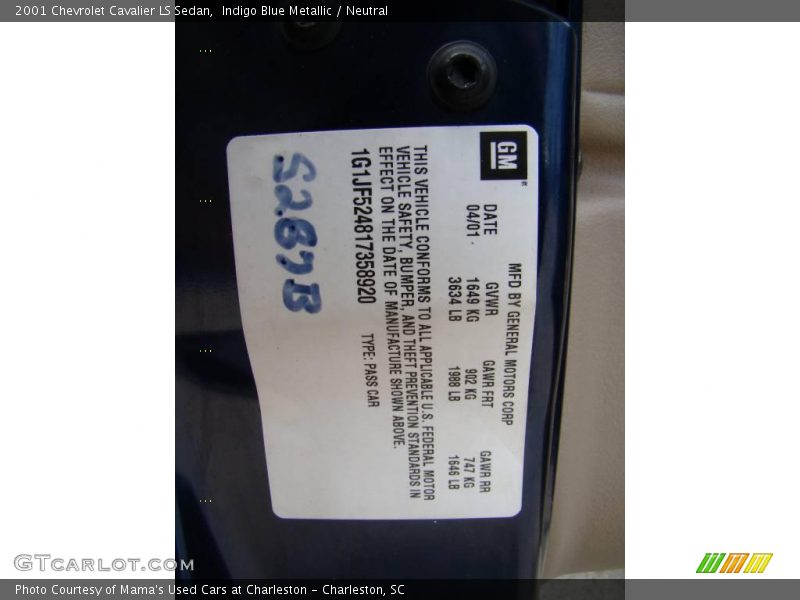 2001 Chevrolet Cavalier LS Sedan,  Indigo Blue Metallic / Neutral
GM
MFD BY GENERAL MOTORS CORP
DATE GVWR GAWR FRT GAWR RR
04/01 1649 KG 902 KG 747 KG
3634 LB 1988 LB 1646 LB
THIS VEHICLE CONFORMS TO ALL APPLICABLE U.S. FEDERAL MOTOR
VEHICLE SAFETY, BUMPER, AND THEFT PREVENTION STANDARDS IN
EFFECT ON THE DATE OF MANUFACTURE SHOWN ABOVE.
1G1JF524817358920 TYPE: PASS CAR
GTcarlot.com
Photo Courtesy of Mama's Used Cars at Charleston - Charleston, SC